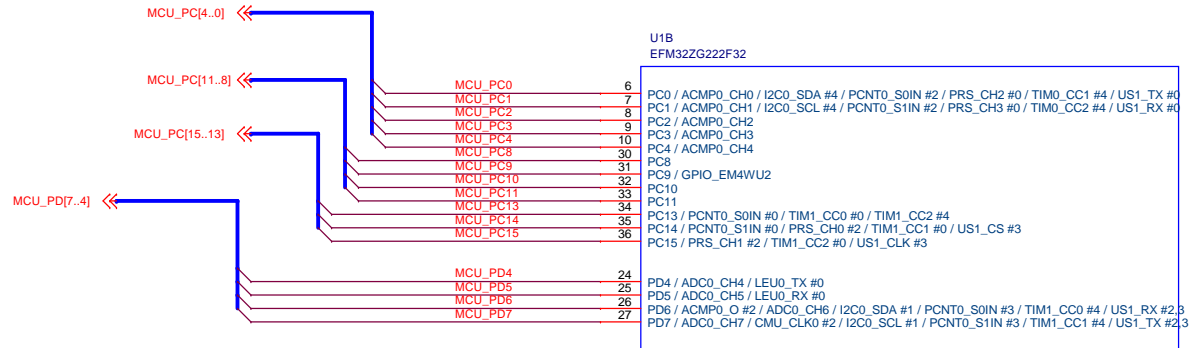 MCU_PC[4..0]
U1B
EFM32ZG222F32
MCU_PC[11..8]
MCU_PC0 6 PC0 / ACMP0_CH0 / I2C0_SDA #4 / PCNT0_S0IN #2 / PRS_CH2 #0 / TIM0_CC1 #4 / US1_TX #0
MCU_PC1 7 PC1 / ACMP0_CH1 / I2C0_SCL #4 / PCNT0_S1IN #2 / PRS_CH3 #0 / TIM0_CC2 #4 / US1_RX #0
MCU_PC2 8 PC2 / ACMP0_CH2
MCU_PC[15..13]
MCU_PC3 9 PC3 / ACMP0_CH3
MCU_PC4 10 PC4 / ACMP0_CH4
MCU_PC8 30 PC8
MCU_PC9 31 PC9 / GPIO_EM4WU2
MCU_PC10 32 PC10
MCU_PD[7..4]
MCU_PC11 33 PC11
MCU_PC13 34 PC13 / PCNT0_S0IN #0 / TIM1_CC0 #0 / TIM1_CC2 #4
MCU_PC14 35 PC14 / PCNT0_S1IN #0 / PRS_CH0 #2 / TIM1_CC1 #0 / US1_CS #3
MCU_PC15 36 PC15 / PRS_CH1 #2 / TIM1_CC2 #0 / US1_CLK #3
MCU_PD4 24 PD4 / ADC0_CH4 / LEU0_TX #0
MCU_PD5 25 PD5 / ADC0_CH5 / LEU0_RX #0
MCU_PD6 26 PD6 / ACMP0_O #2 / ADC0_CH6 / I2C0_SDA #1 / PCNT0_S0IN #3 / TIM1_CC0 #4 / US1_RX #2,3
MCU_PD7 27 PD7 / ADC0_CH7 / CMU_CLK0 #2 / I2C0_SCL #1 / PCNT0_S1IN #3 / TIM1_CC1 #4 / US1_TX #2,3